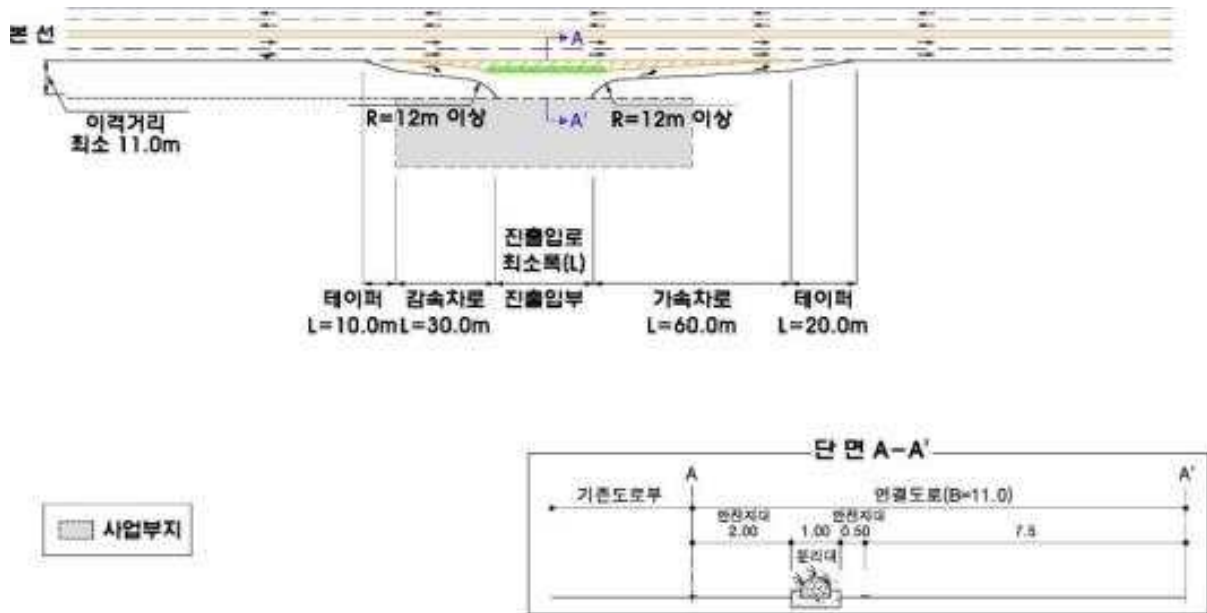 본 선
A
이격거리
최소 11.0m
R=12m 이상
A'
R=12m 이상
진출입로
최소폭(L)
테이퍼 감속차로 진출입부 가속차로 테이퍼
L=10.0m L=30.0m L=60.0m L=20.0m
단 면 A-A'
A A'
기존도로부 연결도로(B=11.0)
안전지대 안전지대
2.00 1.00 0.50 7.5
분리대
사업부지